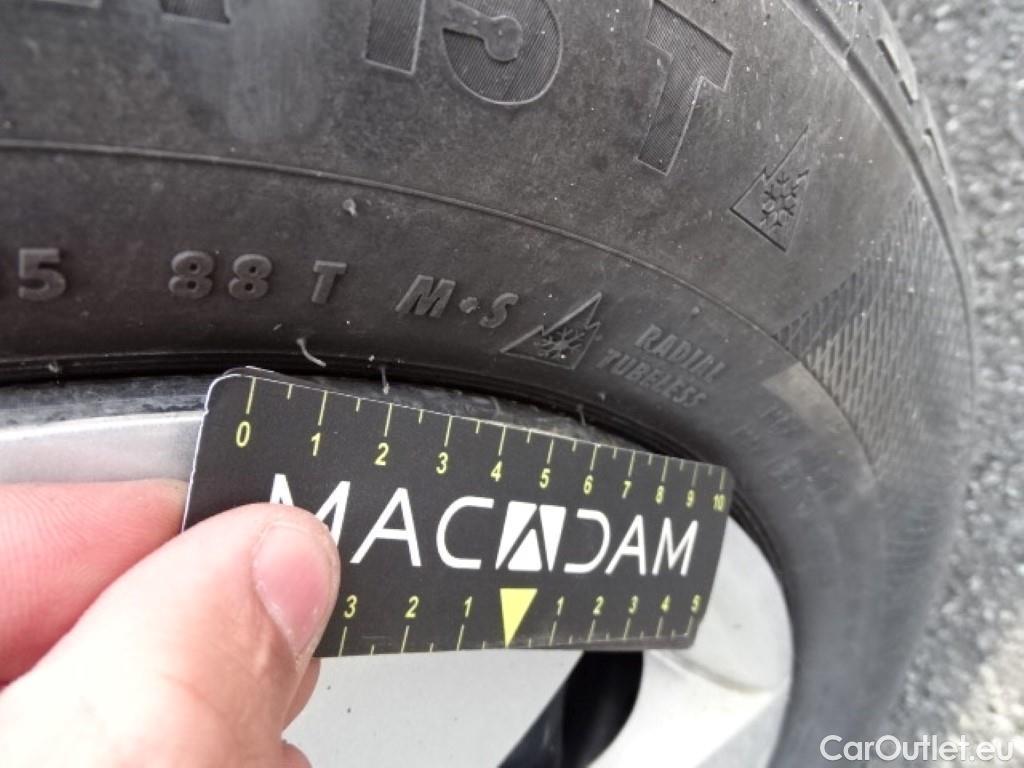 15 T
88 T M•S
RADIAL
TUBELESS
0 1 2 3 4 5 6 7 8 9 10
MACADAM
3 2 1 1 2 3 4 5
CarOutlet.eu